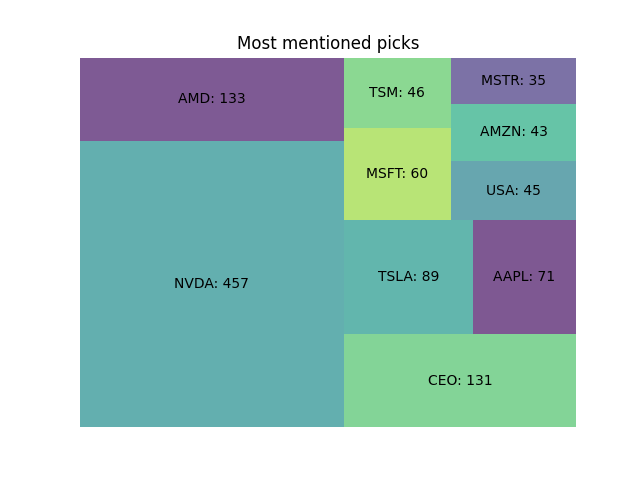 Most mentioned picks
AMD: 133
TSM: 46
MSTR: 35
AMZN: 43
MSFT: 60
USA: 45
NVDA: 457
TSLA: 89
AAPL: 71
CEO: 131